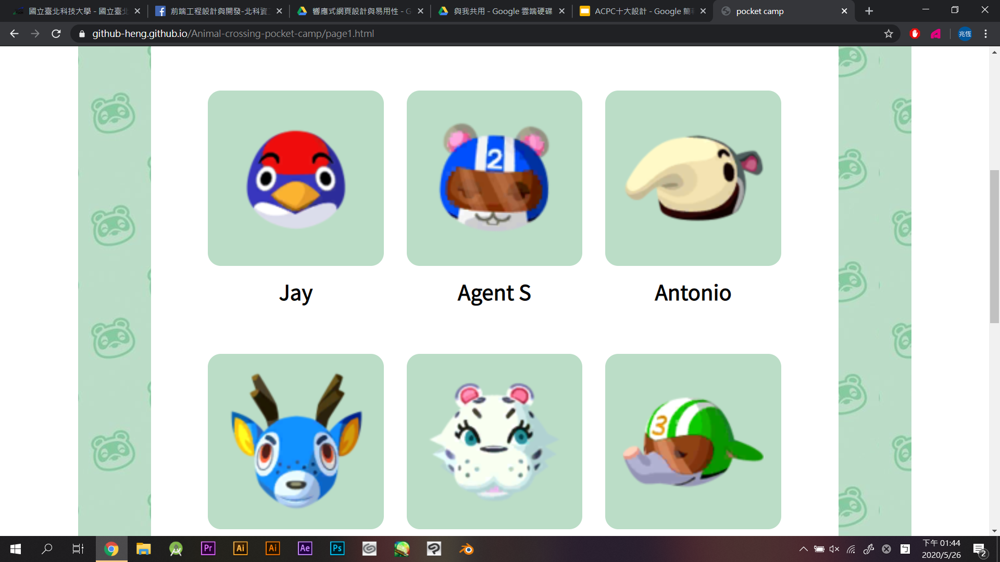 國立臺北科技大學 - 國立臺北
前端工程設計與開發-北科資
響應式網頁設計與易用性 - G
與我共用 - Google 雲端硬碟
ACPC十大設計 - Google 簡
pocket camp
github-heng.github.io/Animal-crossing-pocket-camp/page1.html
兆恆
2
Jay
Agent S
Antonio
3
Pr
Ai
Ai
Ae
Ps
ㄅ
下午 01:44
2020/5/26
2